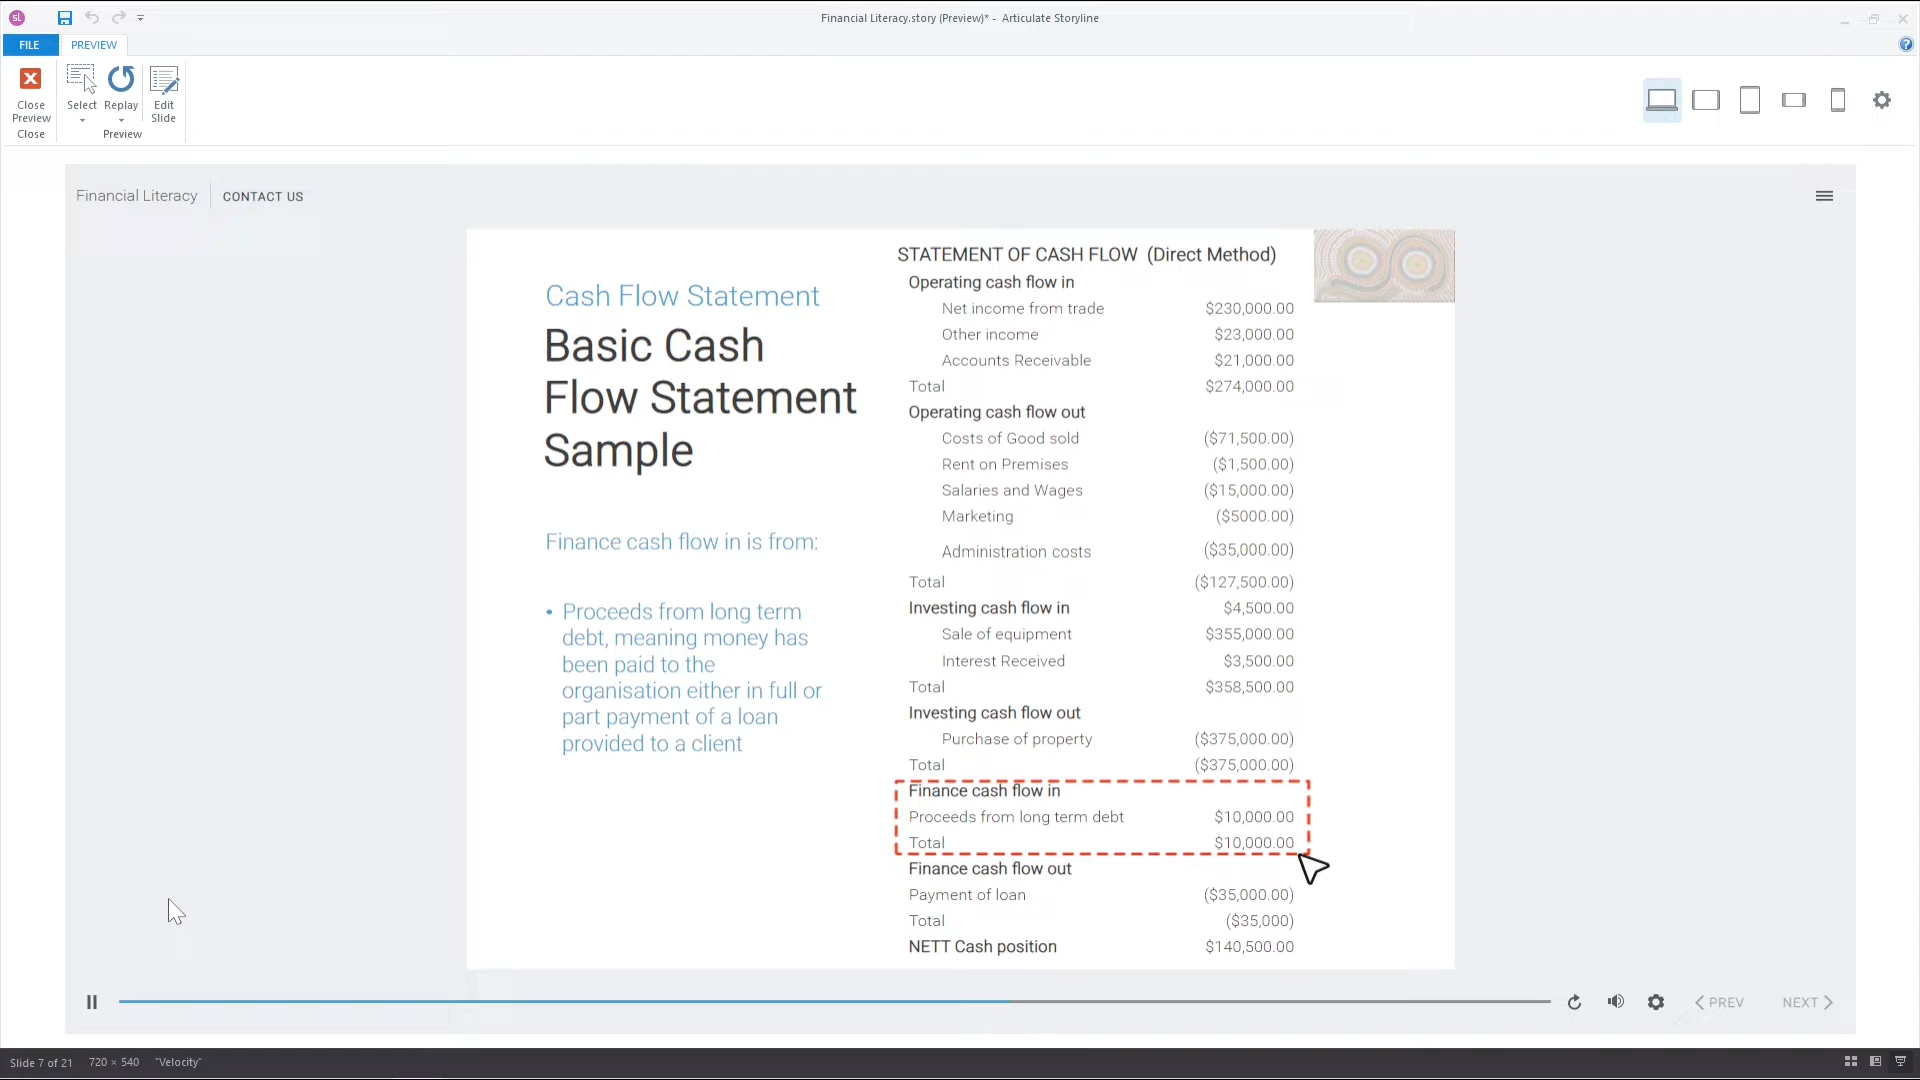 sl
Financial Literacy.story (Preview)* - Articulate Storyline
FILE
PREVIEW
Close Preview
Select
Replay
Edit Slide
Close
Preview
Financial Literacy
CONTACT US
Cash Flow Statement
Basic Cash
Flow Statement
Sample
Finance cash flow in is from:
• Proceeds from long term
debt, meaning money has
been paid to the
organisation either in full or
part payment of a loan
provided to a client
STATEMENT OF CASH FLOW (Direct Method)
Operating cash flow in
Net income from trade $230,000.00
Other income $23,000.00
Accounts Receivable $21,000.00
Total $274,000.00
Operating cash flow out
Costs of Good sold ($71,500.00)
Rent on Premises ($1,500.00)
Salaries and Wages ($15,000.00)
Marketing ($5000.00)
Administration costs ($35,000.00)
Total ($127,500.00)
Investing cash flow in $4,500.00
Sale of equipment $355,000.00
Interest Received $3,500.00
Total $358,500.00
Investing cash flow out
Purchase of property ($375,000.00)
Total ($375,000.00)
Finance cash flow in
Proceeds from long term debt $10,000.00
Total $10,000.00
Finance cash flow out
Payment of loan ($35,000.00)
Total ($35,000)
NETT Cash position $140,500.00
PREV
NEXT
Slide 7 of 21 720 × 540 "Velocity"